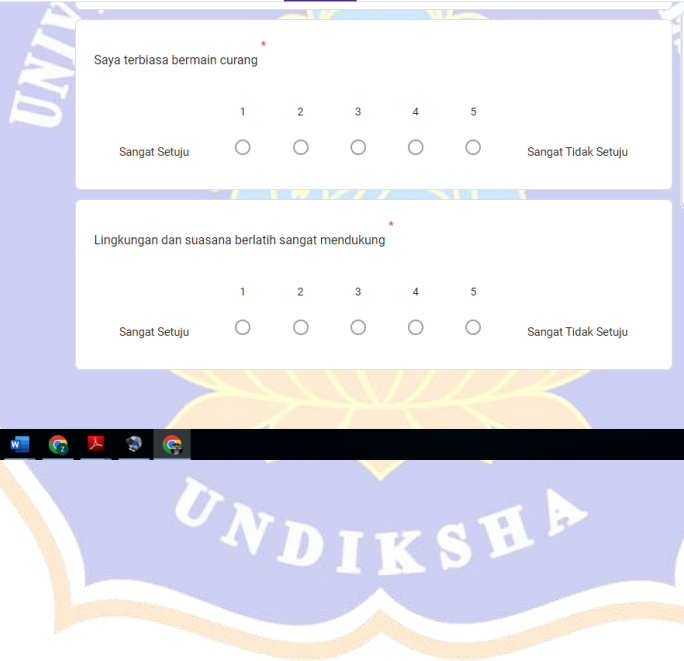 *
Saya terbiasa bermain curang
1 2 3 4 5
Sangat Setuju Sangat Tidak Setuju
*
Lingkungan dan suasana berlatih sangat mendukung
1 2 3 4 5
Sangat Setuju Sangat Tidak Setuju
W Z
UNDIKSHA